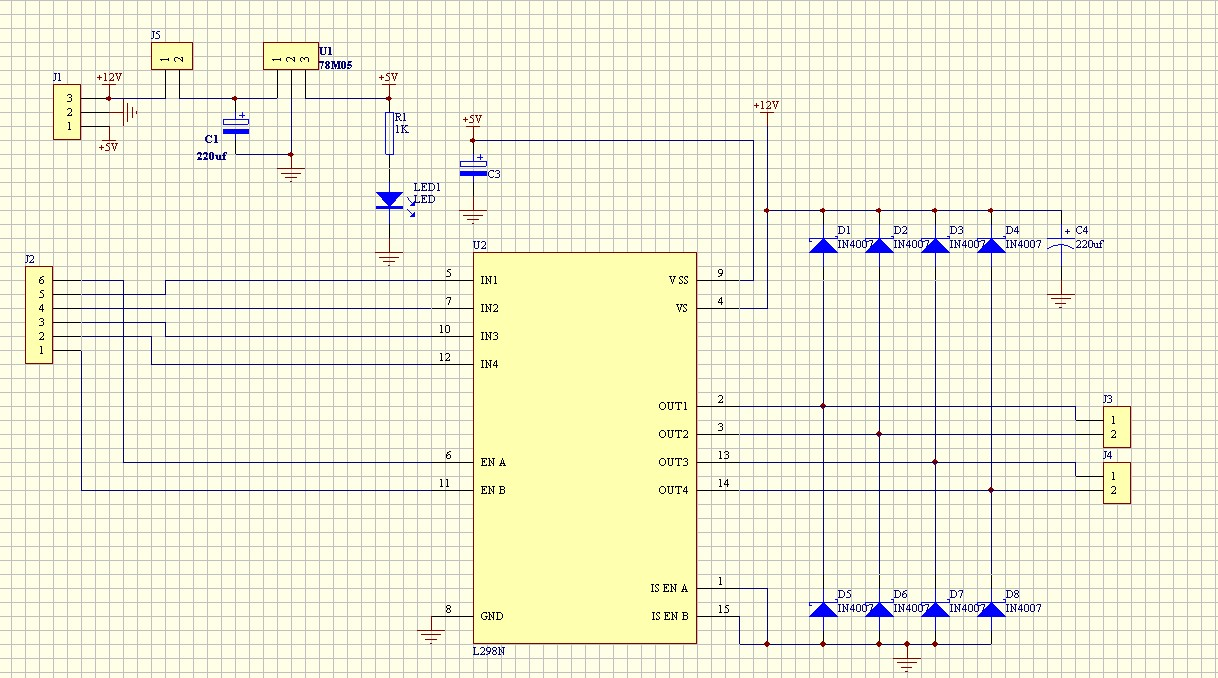 J5
1 2
U1
1 2 3
78M05
J1
+12V
3
2
1
+5V
C1
220uf
+
+5V
R1
1K
LED1
LED
+5V
+
C3
+12V
D1
IN4007
D2
IN4007
D3
IN4007
D4
IN4007
+
C4
220uf
J2
6
5
4
3
2
1
U2
5 IN1
7 IN2
10 IN3
12 IN4
6 EN A
11 EN B
8 GND
VSS 9
VS 4
OUT1 2
OUT2 3
OUT3 13
OUT4 14
IS EN A 1
IS EN B 15
L298N
J3
1
2
J4
1
2
D5
IN4007
D6
IN4007
D7
IN4007
D8
IN4007